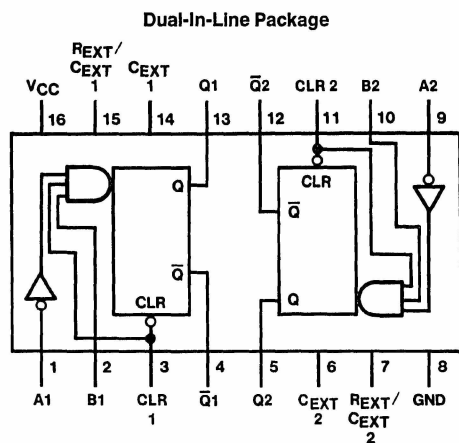 Dual-In-Line Package
REXT/
CEXT CEXT
VCC 1 1 Q1 Q̅2 CLR 2 B2 A2
16 15 14 13 12 11 10 9
Q CLR
CLR Q̅
Q̅ Q
CLR
1 2 3 4 5 6 7 8
A1 B1 CLR Q̅1 Q2 CEXT REXT/ GND
1 2 CEXT
2